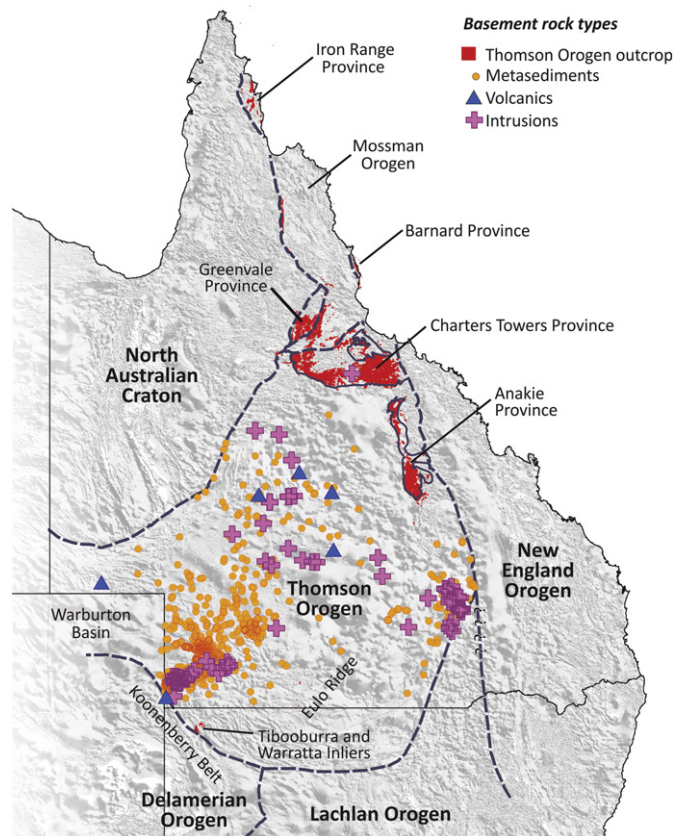 Basement rock types
Thomson Orogen outcrop
Metasediments
Volcanics
Intrusions
Iron Range
Province
Mossman
Orogen
Barnard Province
Greenvale
Province
Charters Towers Province
North
Australian
Craton
Anakie
Province
New
England
Orogen
Thomson
Orogen
Warburton
Basin
Eulo Ridge
Koonenberry Belt
Tibooburra and
Warratta Inliers
Delamerian
Orogen
Lachlan Orogen